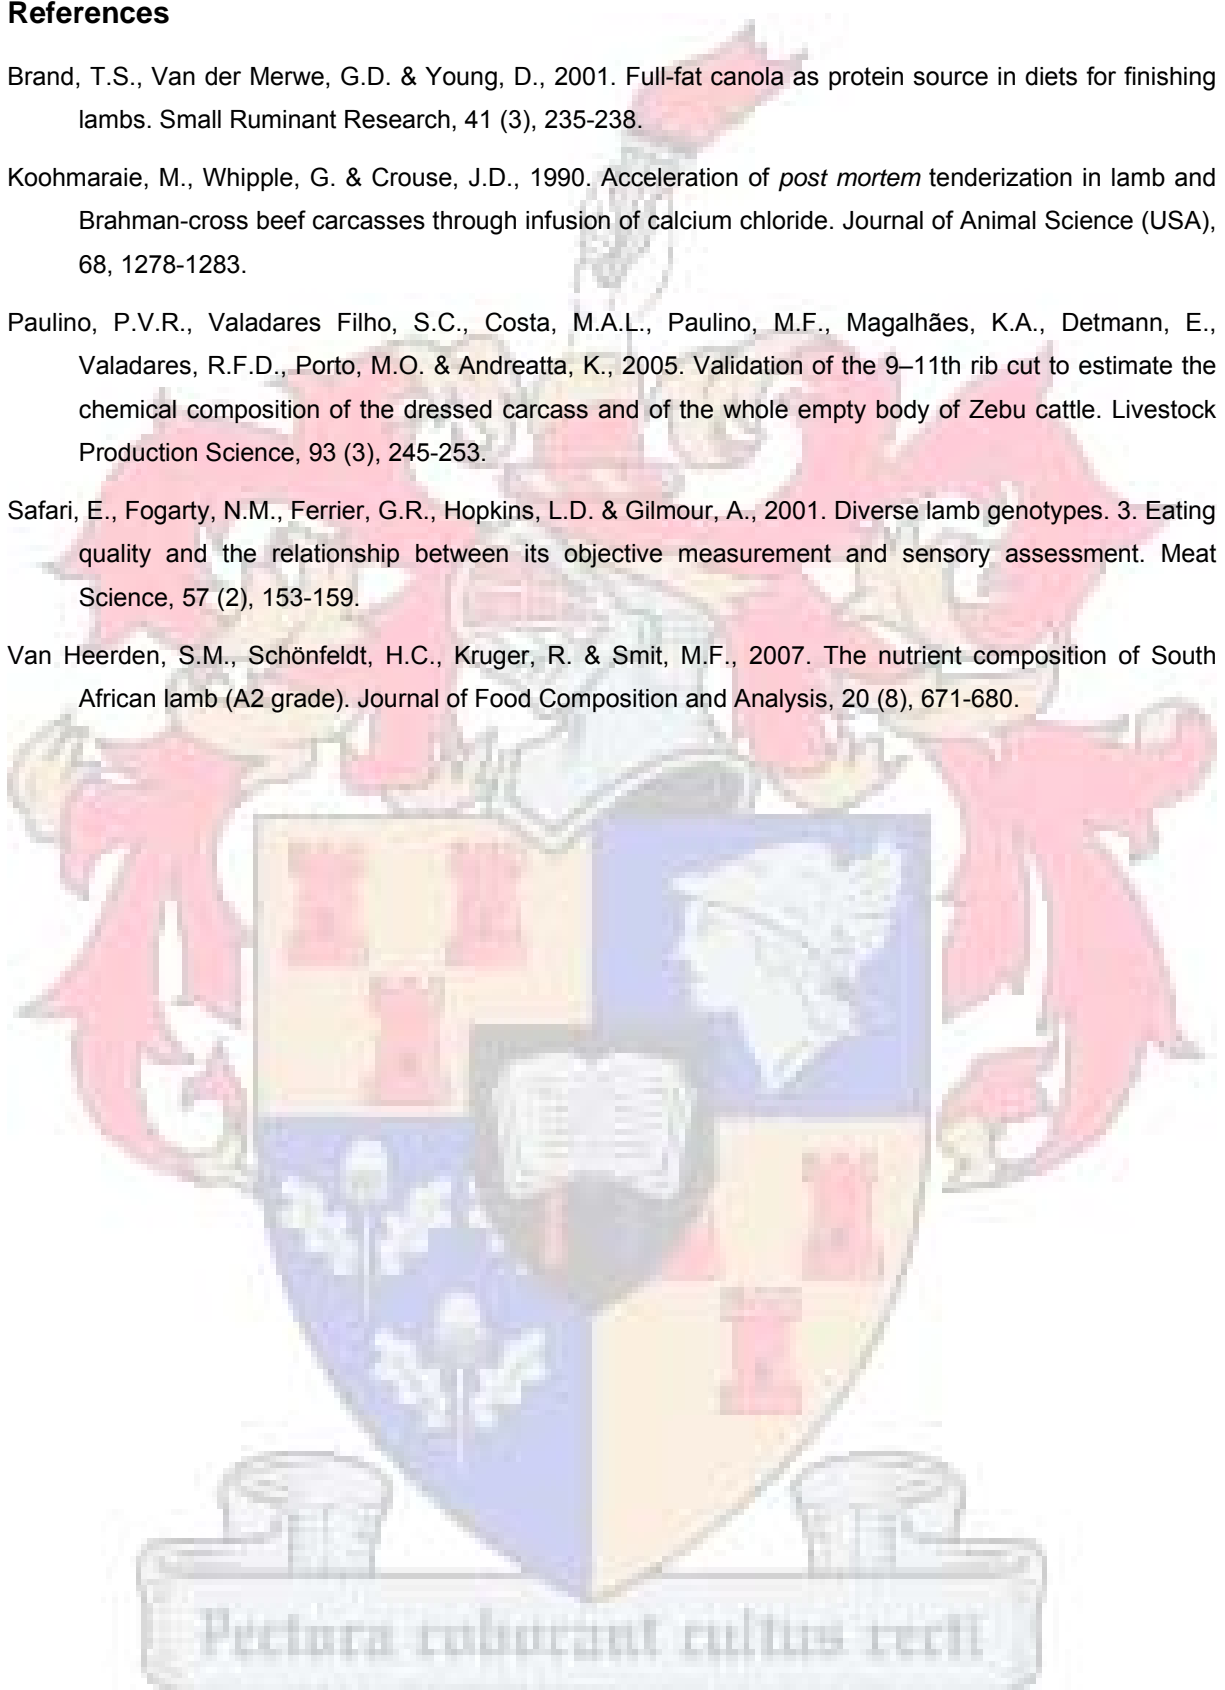 References
Brand, T.S., Van der Merwe, G.D. & Young, D., 2001. Full-fat canola as protein source in diets for finishing
lambs. Small Ruminant Research, 41 (3), 235-238.
Koohmaraie, M., Whipple, G. & Crouse, J.D., 1990. Acceleration of post mortem tenderization in lamb and
Brahman-cross beef carcasses through infusion of calcium chloride. Journal of Animal Science (USA),
68, 1278-1283.
Paulino, P.V.R., Valadares Filho, S.C., Costa, M.A.L., Paulino, M.F., Magalhães, K.A., Detmann, E.,
Valadares, R.F.D., Porto, M.O. & Andreatta, K., 2005. Validation of the 9–11th rib cut to estimate the
chemical composition of the dressed carcass and of the whole empty body of Zebu cattle. Livestock
Production Science, 93 (3), 245-253.
Safari, E., Fogarty, N.M., Ferrier, G.R., Hopkins, L.D. & Gilmour, A., 2001. Diverse lamb genotypes. 3. Eating
quality and the relationship between its objective measurement and sensory assessment. Meat
Science, 57 (2), 153-159.
Van Heerden, S.M., Schönfeldt, H.C., Kruger, R. & Smit, M.F., 2007. The nutrient composition of South
African lamb (A2 grade). Journal of Food Composition and Analysis, 20 (8), 671-680.
Pectora roborant cultus recti